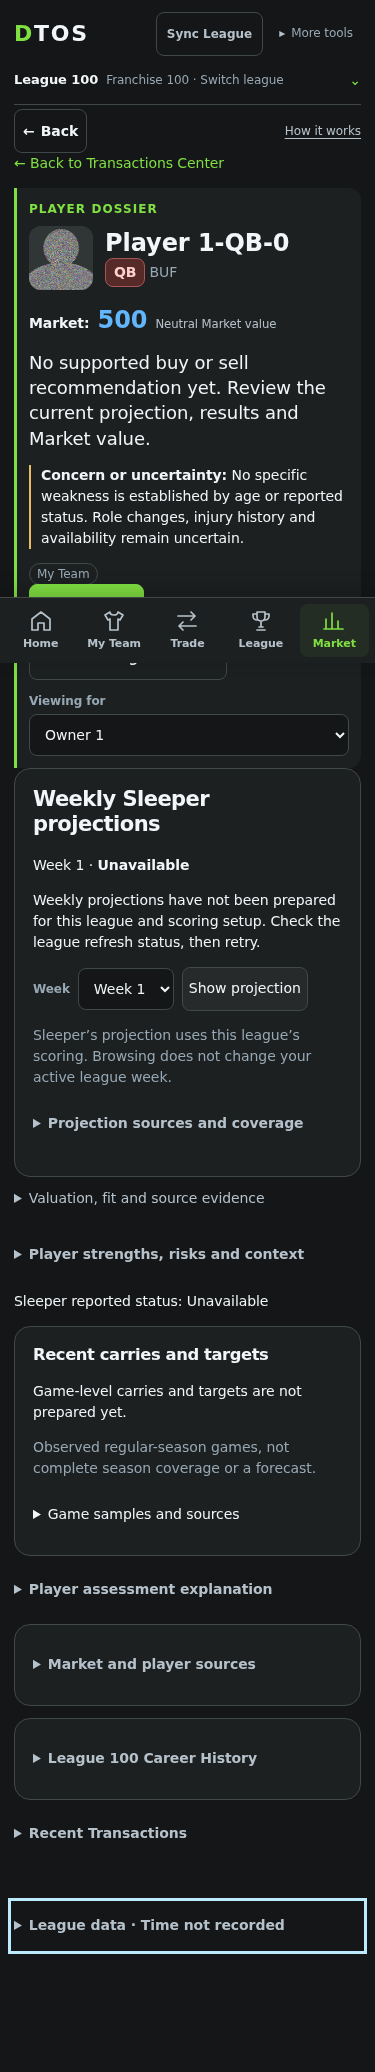 DTOS
Sync League
▸ More tools
League 100 Franchise 100 · Switch league
← Back
How it works
← Back to Transactions Center
PLAYER DOSSIER
Player 1-QB-0
QB BUF
Market: 500 Neutral Market value
No supported buy or sell
recommendation yet. Review the
current projection, results and
Market value.
Concern or uncertainty: No specific
weakness is established by age or reported
status. Role changes, injury history and
availability remain uncertain.
My Team
Home
My Team
Trade
League
Market
Viewing for
Owner 1
Weekly Sleeper
projections
Week 1 · Unavailable
Weekly projections have not been prepared
for this league and scoring setup. Check the
league refresh status, then retry.
Week
Week 1
Show projection
Sleeper’s projection uses this league’s
scoring. Browsing does not change your
active league week.
▸ Projection sources and coverage
▸ Valuation, fit and source evidence
▸ Player strengths, risks and context
Sleeper reported status: Unavailable
Recent carries and targets
Game-level carries and targets are not
prepared yet.
Observed regular-season games, not
complete season coverage or a forecast.
▸ Game samples and sources
▸ Player assessment explanation
▸ Market and player sources
▸ League 100 Career History
▸ Recent Transactions
▸ League data · Time not recorded